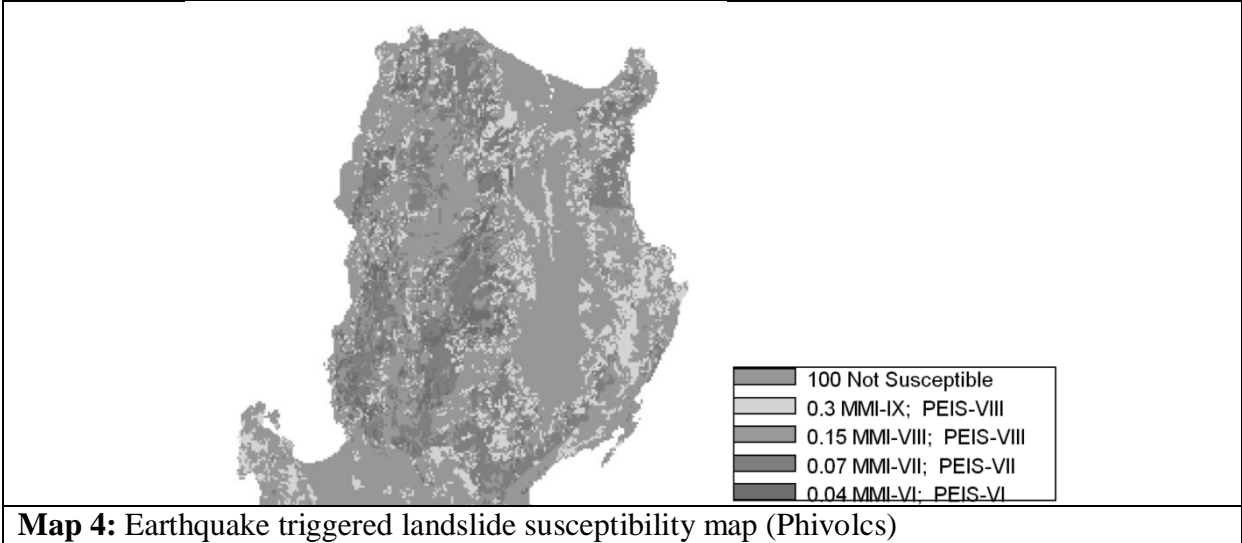 100 Not Susceptible
0.3 MMI-IX; PEIS-VIII
0.15 MMI-VIII; PEIS-VIII
0.07 MMI-VII; PEIS-VII
0.04 MMI-VI; PEIS-VI
Map 4: Earthquake triggered landslide susceptibility map (Phivolcs)